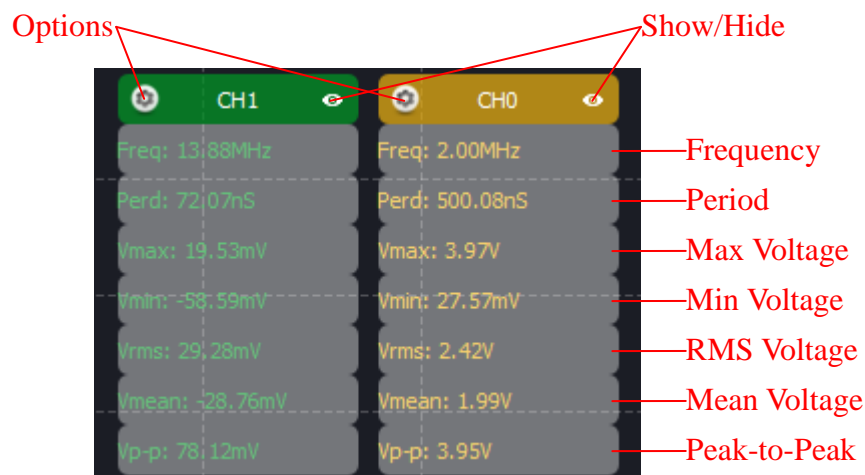 Options Show/Hide
CH1 CH0
Freq: 13.88MHz Freq: 2.00MHz Frequency
Perd: 72.07nS Perd: 500.08nS Period
Vmax: 19.53mV Vmax: 3.97V Max Voltage
Vmin: -58.59mV Vmin: 27.57mV Min Voltage
Vrms: 29.28mV Vrms: 2.42V RMS Voltage
Vmean: -28.76mV Vmean: 1.99V Mean Voltage
Vp-p: 78.12mV Vp-p: 3.95V Peak-to-Peak